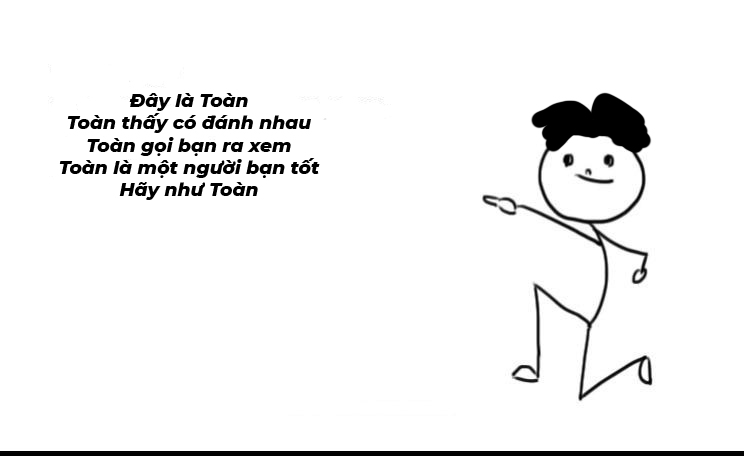 Đây là Toàn
Toàn thấy có đánh nhau
Toàn gọi bạn ra xem
Toàn là một người bạn tốt
Hãy như Toàn